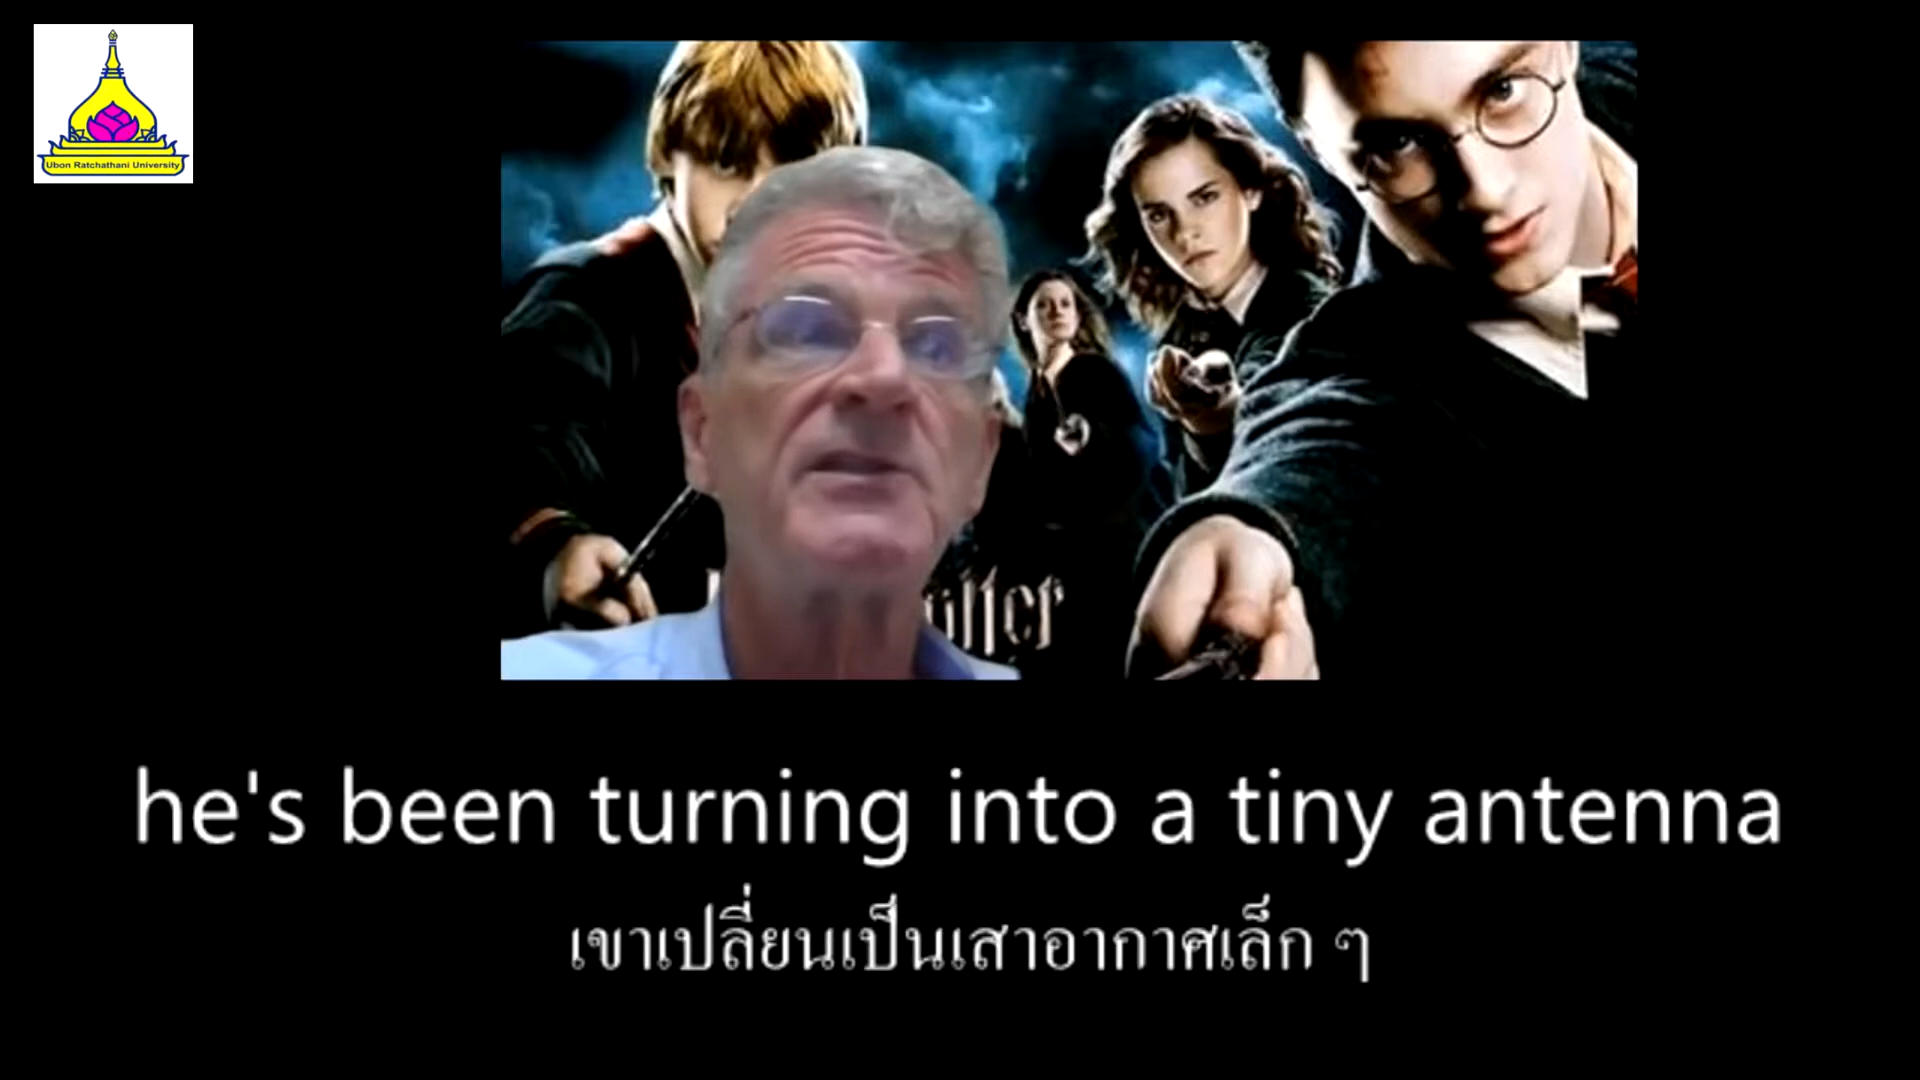 Ubon Ratchathani University
he's been turning into a tiny antenna
เขาเปลี่ยนเป็นเสาอากาศเล็ก ๆ